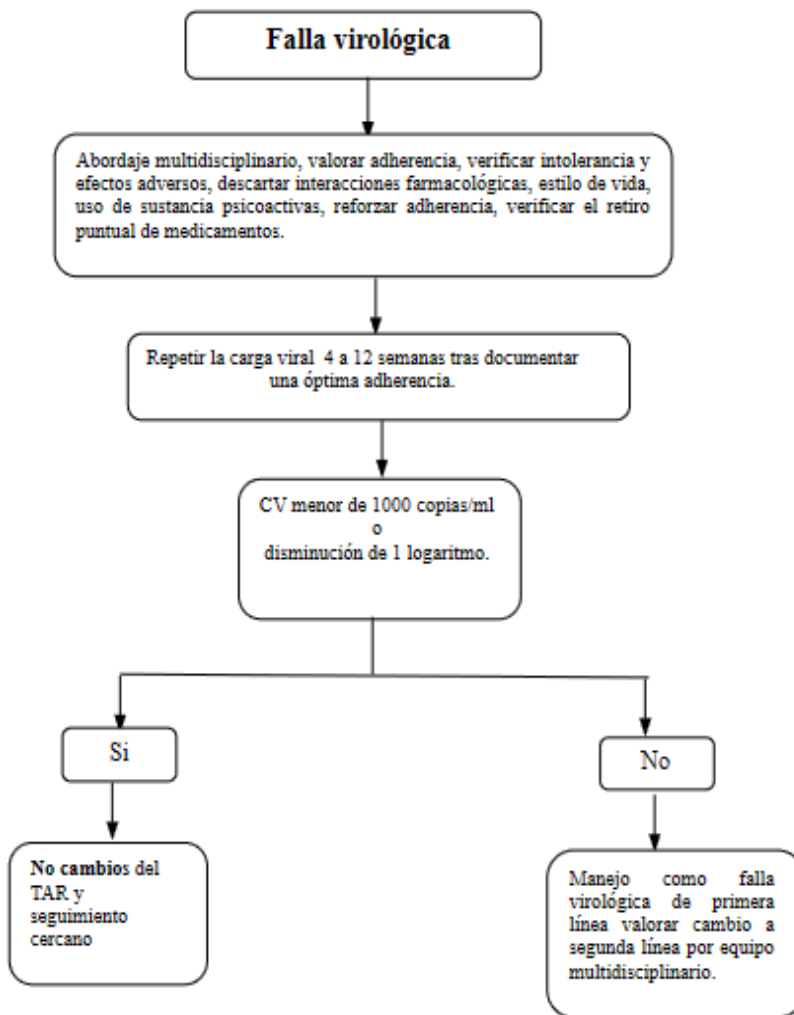 Falla virológica
Abordaje multidisciplinario, valorar adherencia, verificar intolerancia y
efectos adversos, descartar interacciones farmacológicas, estilo de vida,
uso de sustancia psicoactivas, reforzar adherencia, verificar el retiro
puntual de medicamentos.
Repetir la carga viral 4 a 12 semanas tras documentar
una óptima adherencia.
CV menor de 1000 copias/ml
o
disminución de 1 logaritmo.
Si
No
No cambios del
TAR y
seguimiento
cercano
Manejo como falla
virológica de primera
línea valorar cambio a
segunda línea por equipo
multidisciplinario.